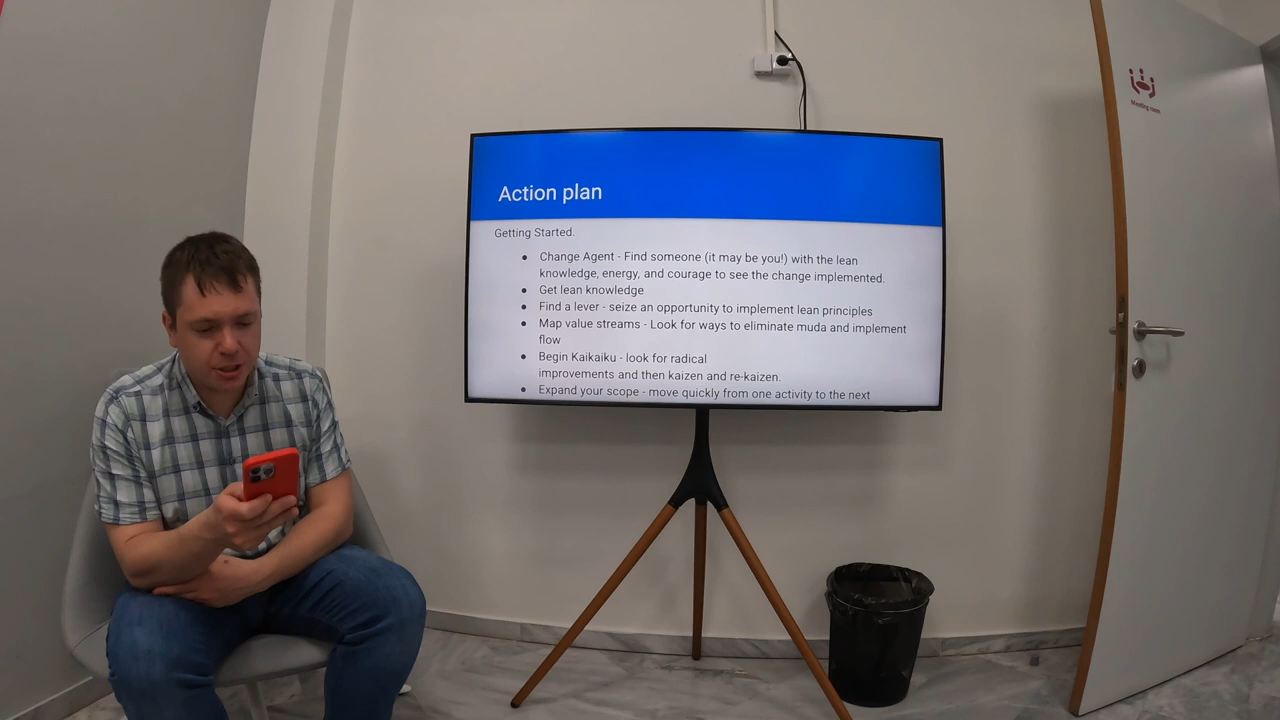 Meeting room
Action plan
Getting Started.
● Change Agent - Find someone (it may be you!) with the lean
knowledge, energy, and courage to see the change implemented.
● Get lean knowledge
● Find a lever - seize an opportunity to implement lean principles
● Map value streams - Look for ways to eliminate muda and implement
flow
● Begin Kaikaiku - look for radical
improvements and then kaizen and re-kaizen.
● Expand your scope - move quickly from one activity to the next